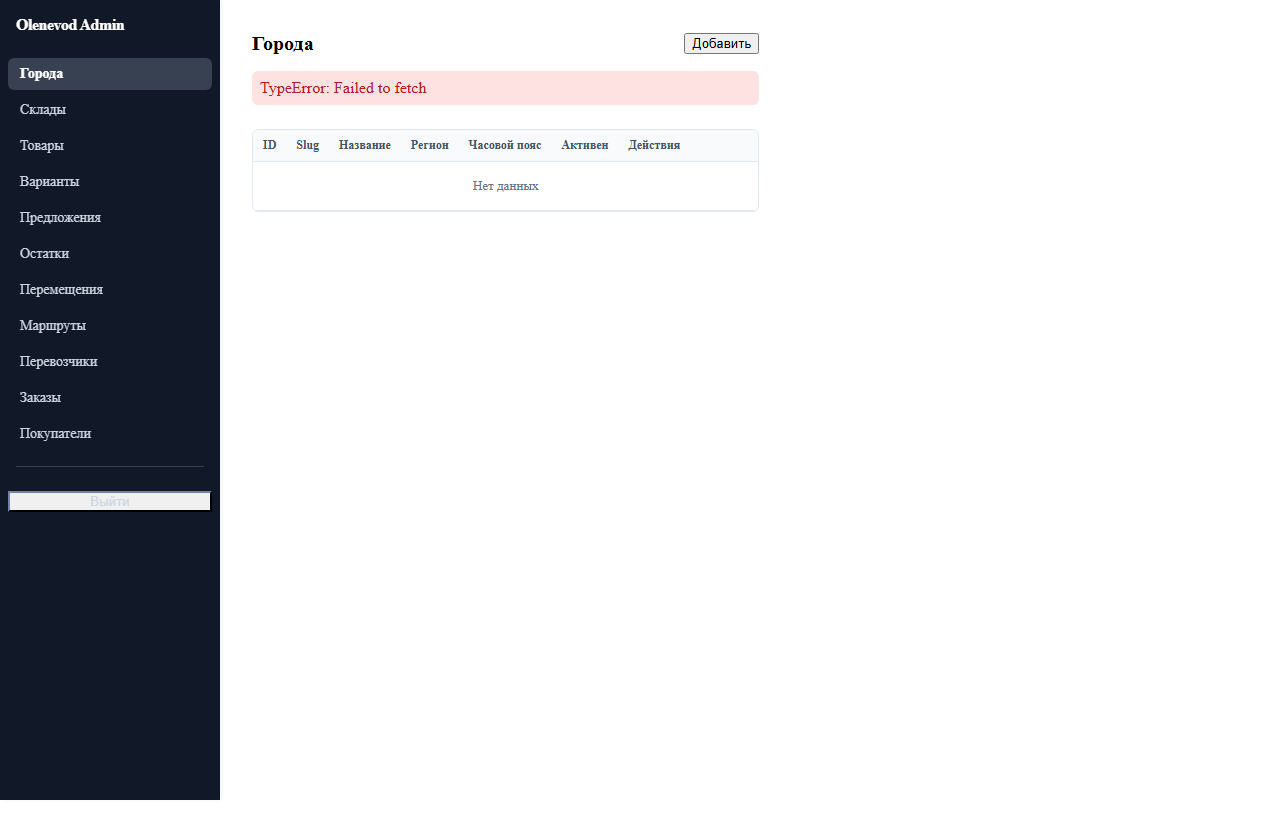 Olenevod Admin
Города
Склады
Товары
Варианты
Предложения
Остатки
Перемещения
Маршруты
Перевозчики
Заказы
Покупатели
Выйти
Города
Добавить
TypeError: Failed to fetch
ID Slug Название Регион Часовой пояс Активен Действия
Нет данных